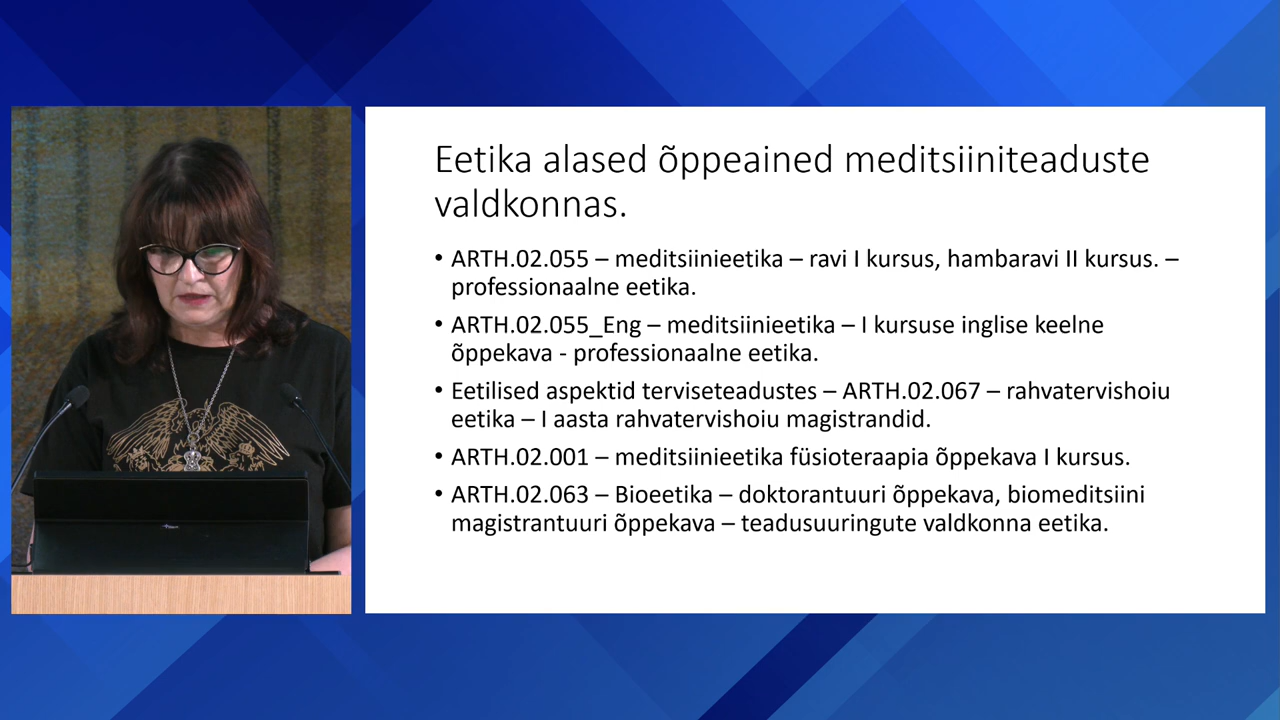 Eetika alased õppeained meditsiiniteaduste
valdkonnas.
• ARTH.02.055 – meditsiinieetika – ravi I kursus, hambaravi II kursus. –
professionaalne eetika.
• ARTH.02.055_Eng – meditsiinieetika – I kursuse inglise keelne
õppekava - professionaalne eetika.
• Eetilised aspektid terviseteadustes – ARTH.02.067 – rahvatervishoiu
eetika – I aasta rahvatervishoiu magistrandid.
• ARTH.02.001 – meditsiinieetika füsioteraapia õppekava I kursus.
• ARTH.02.063 – Bioeetika – doktorantuuri õppekava, biomeditsiini
magistrantuuri õppekava – teadusuuringute valdkonna eetika.